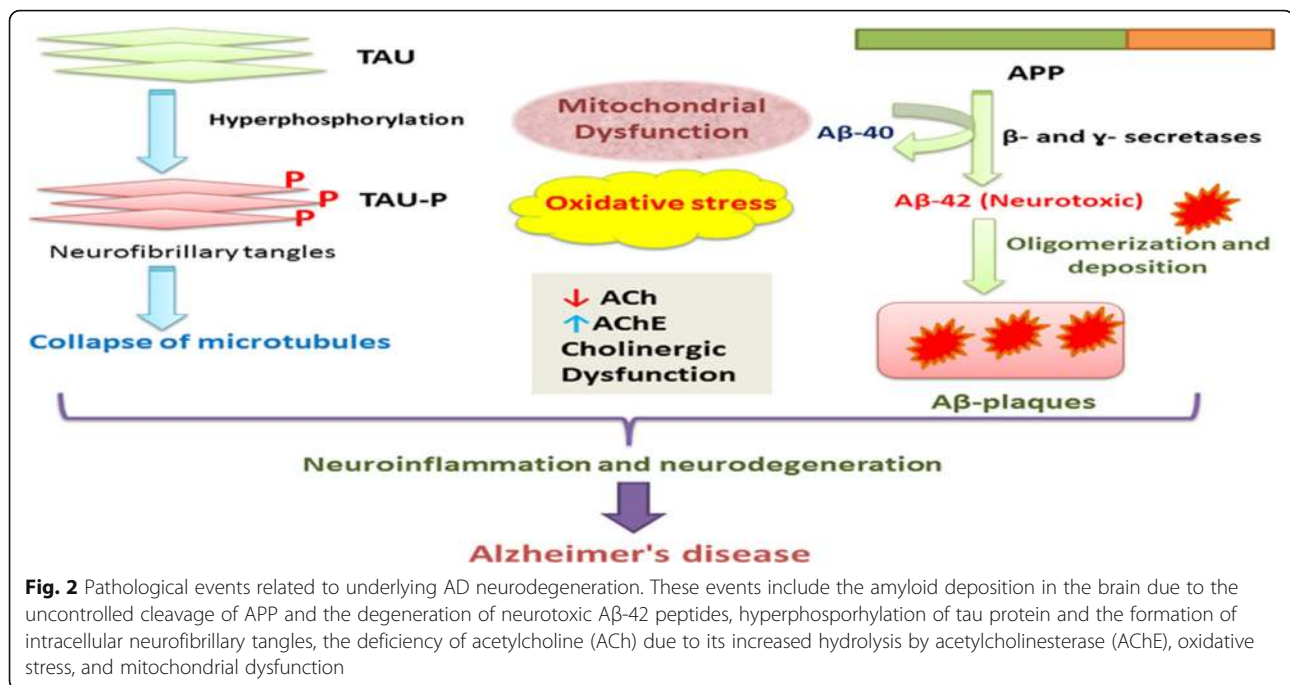 TAU
Hyperphosphorylation
P
P
P
TAU-P
Neurofibrillary tangles
Collapse of microtubules
Mitochondrial
Dysfunction
Oxidative stress
↓ ACh
↑ AChE
Cholinergic
Dysfunction
APP
Aβ-40
β- and ɣ- secretases
Aβ-42 (Neurotoxic)
Oligomerization and
deposition
Aβ-plaques
Neuroinflammation and neurodegeneration
Alzheimer's disease
Fig. 2 Pathological events related to underlying AD neurodegeneration. These events include the amyloid deposition in the brain due to the
uncontrolled cleavage of APP and the degeneration of neurotoxic Aβ-42 peptides, hyperphosporhylation of tau protein and the formation of
intracellular neurofibrillary tangles, the deficiency of acetylcholine (ACh) due to its increased hydrolysis by acetylcholinesterase (AChE), oxidative
stress, and mitochondrial dysfunction